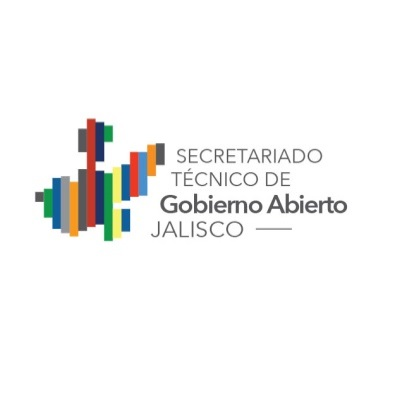 SECRETARIADO
TÉCNICO DE
Gobierno Abierto
JALISCO